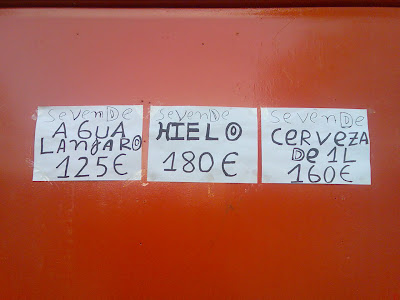 sevenDe
AGUA
LANJARO
125€
sevenDe
HIELO
180€
sevenDe
CERVEZA
DE 1L
160€